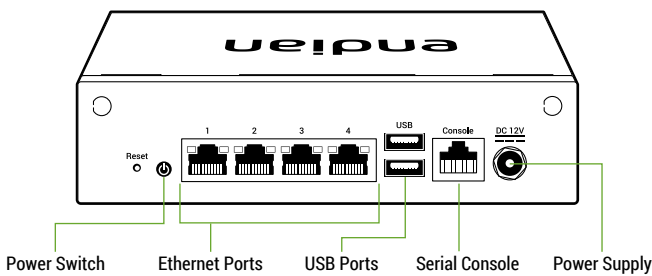 endian
1 2 3 4 USB Console DC 12V
Reset
Power Switch Ethernet Ports USB Ports Serial Console Power Supply